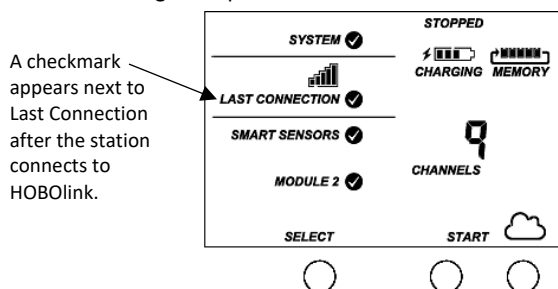 A checkmark
appears next to
Last Connection
after the station
connects to
HOBOlink.
SYSTEM
LAST CONNECTION
SMART SENSORS
MODULE 2
SELECT
STOPPED
CHARGING MEMORY
9
CHANNELS
START